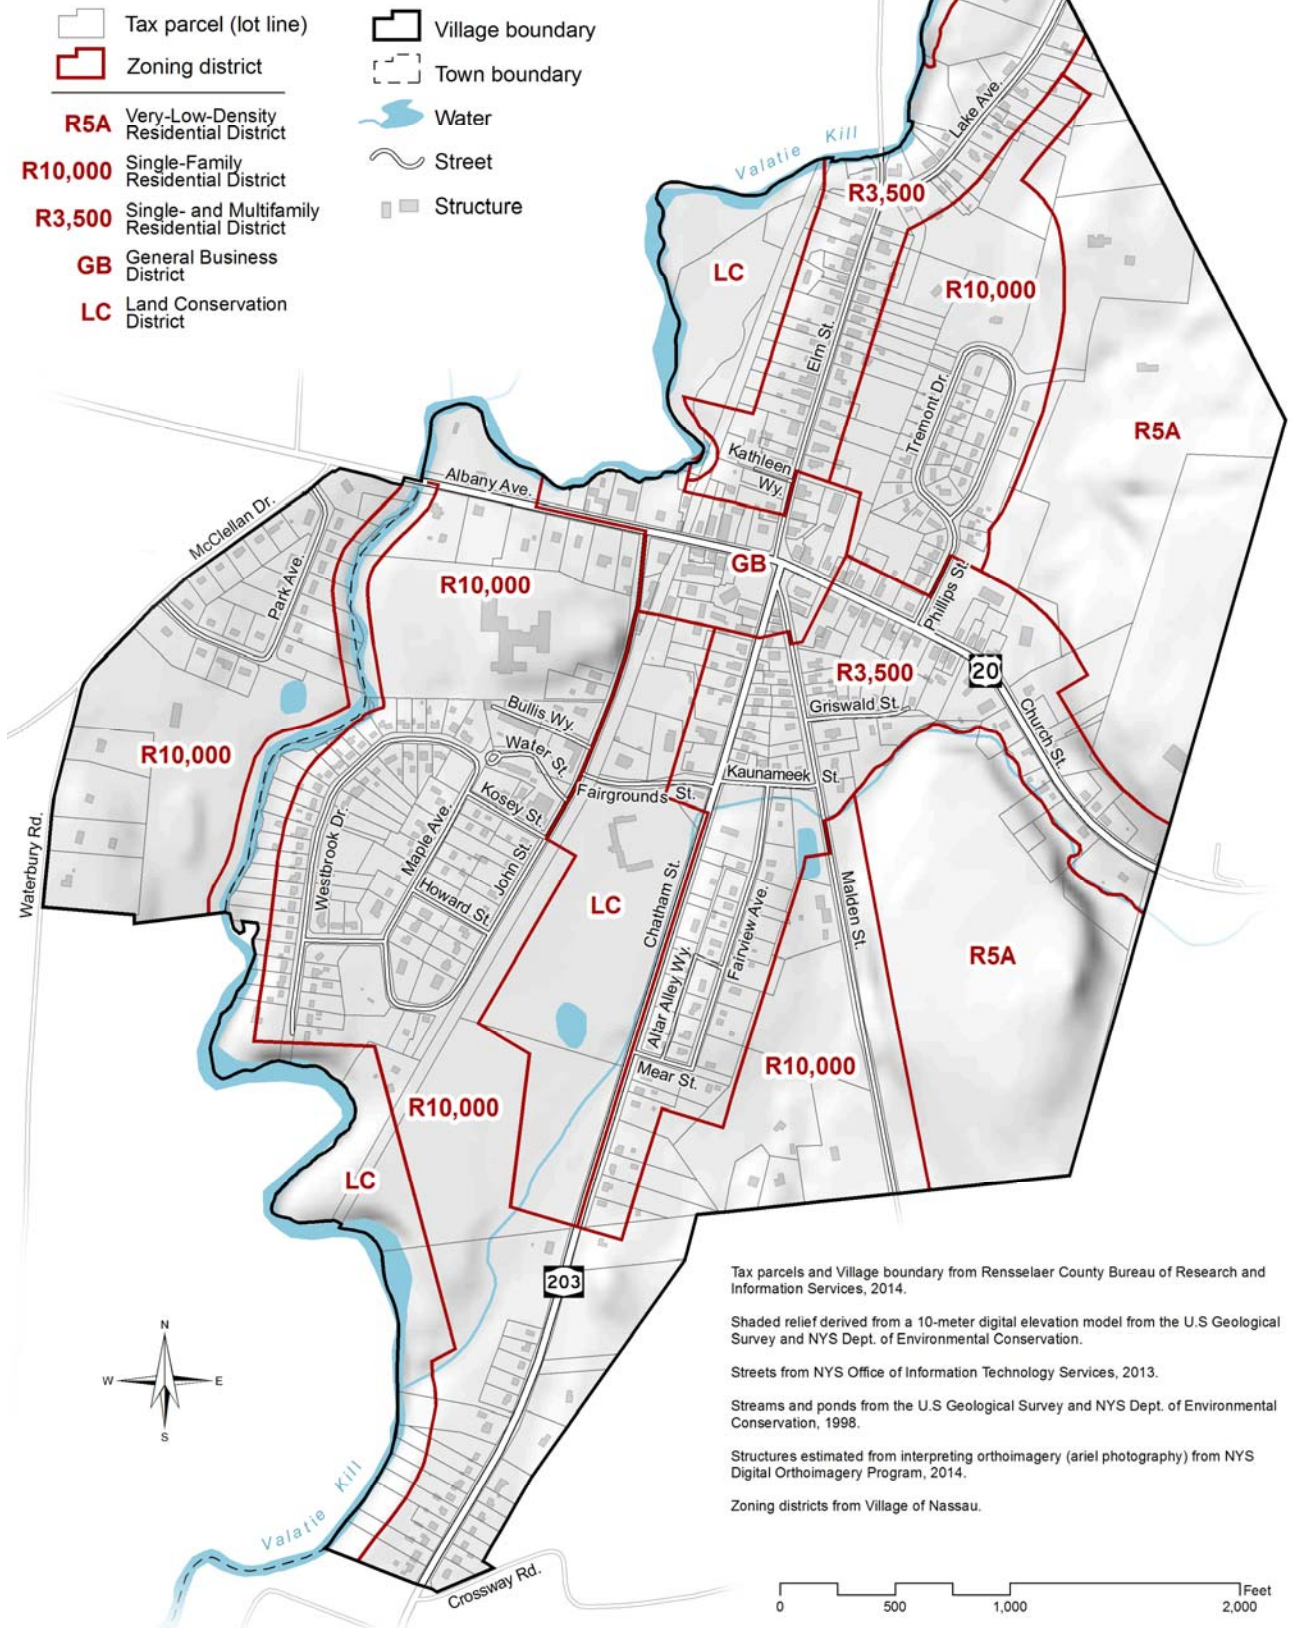 Tax parcel (lot line)
Zoning district
R5A Very-Low-Density
Residential District
R10,000 Single-Family
Residential District
R3,500 Single- and Multifamily
Residential District
GB General Business
District
LC Land Conservation
District
Village boundary
Town boundary
Water
Street
Structure
Valatie Kill
Lake Ave.
R3,500
LC
R10,000
Elm St.
Tremont Dr.
R5A
Kathleen
Wy.
Albany Ave.
McClellan Dr.
Park Ave.
GB
R10,000
Phillips St.
20
R3,500
Griswald St.
Church St.
Bullis Wy.
Water St.
R10,000
Kaunameek St.
Fairgrounds St.
Kosey St.
Maple Ave.
Westbrook Dr.
Waterbury Rd.
John St.
Howard St.
LC
Chatham St.
Malden St.
Fairview Ave.
Altar Alley Wy.
R5A
Mear St.
R10,000
R10,000
LC
203
N
W E
S
Valatie Kill
Crossway Rd.
Tax parcels and Village boundary from Rensselaer County Bureau of Research and
Information Services, 2014.
Shaded relief derived from a 10-meter digital elevation model from the U.S Geological
Survey and NYS Dept. of Environmental Conservation.
Streets from NYS Office of Information Technology Services, 2013.
Streams and ponds from the U.S Geological Survey and NYS Dept. of Environmental
Conservation, 1998.
Structures estimated from interpreting orthoimagery (ariel photography) from NYS
Digital Orthoimagery Program, 2014.
Zoning districts from Village of Nassau.
Feet
0 500 1,000 2,000